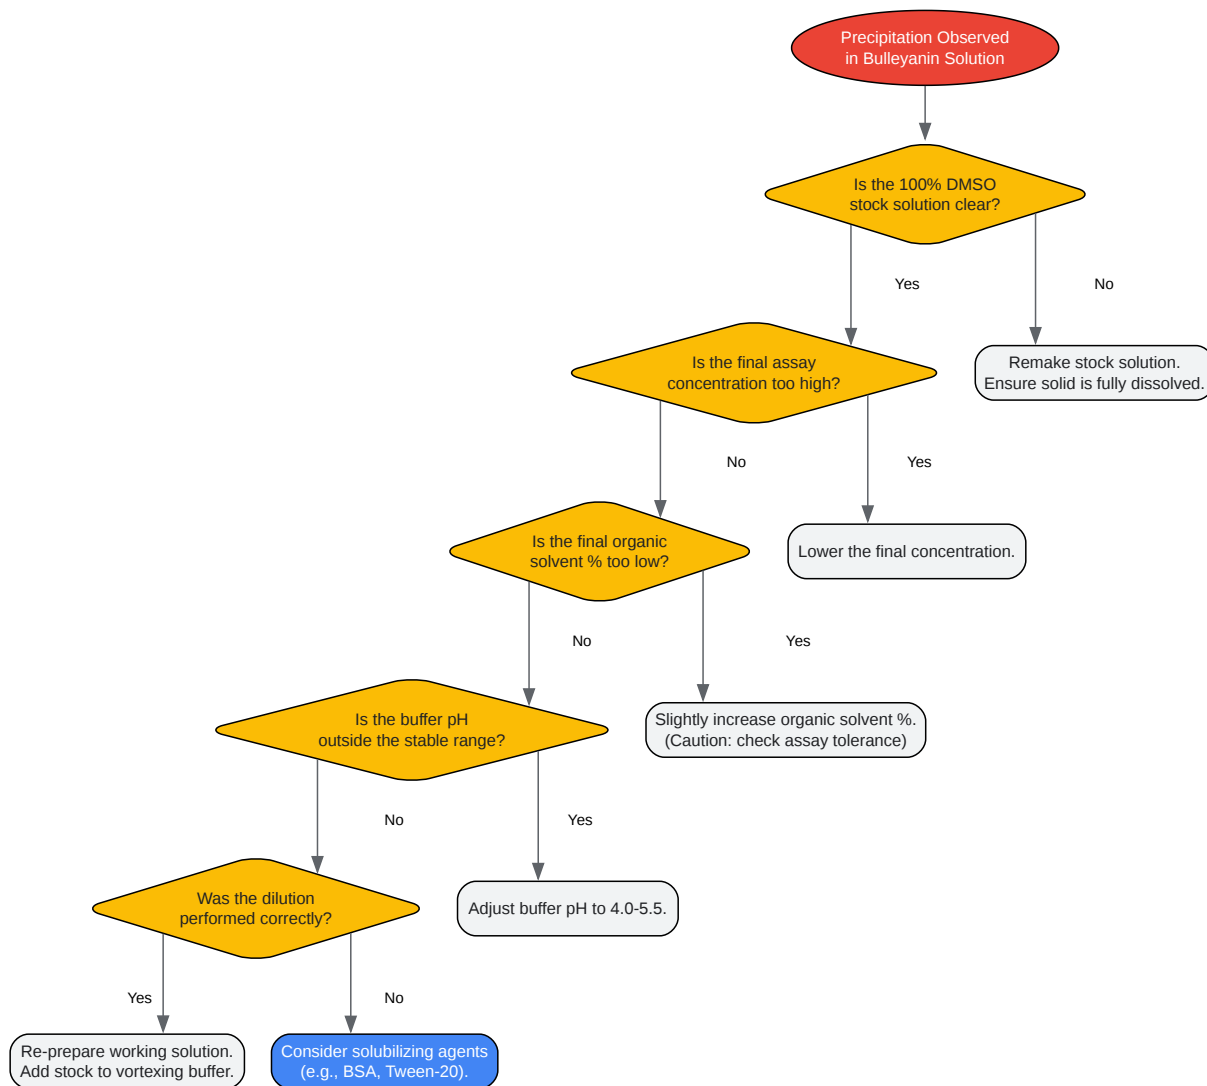 Precipitation Observed
in Bulleyanin Solution
Is the 100% DMSO
stock solution clear?
Yes
No
Is the final assay
concentration too high?
Remake stock solution.
Ensure solid is fully dissolved.
No
Yes
Is the final organic
solvent % too low?
Lower the final concentration.
No
Yes
Is the buffer pH
outside the stable range?
Slightly increase organic solvent %.
(Caution: check assay tolerance)
No
Yes
Was the dilution
performed correctly?
Adjust buffer pH to 4.0-5.5.
Yes
No
Re-prepare working solution.
Add stock to vortexing buffer.
Consider solubilizing agents
(e.g., BSA, Tween-20).